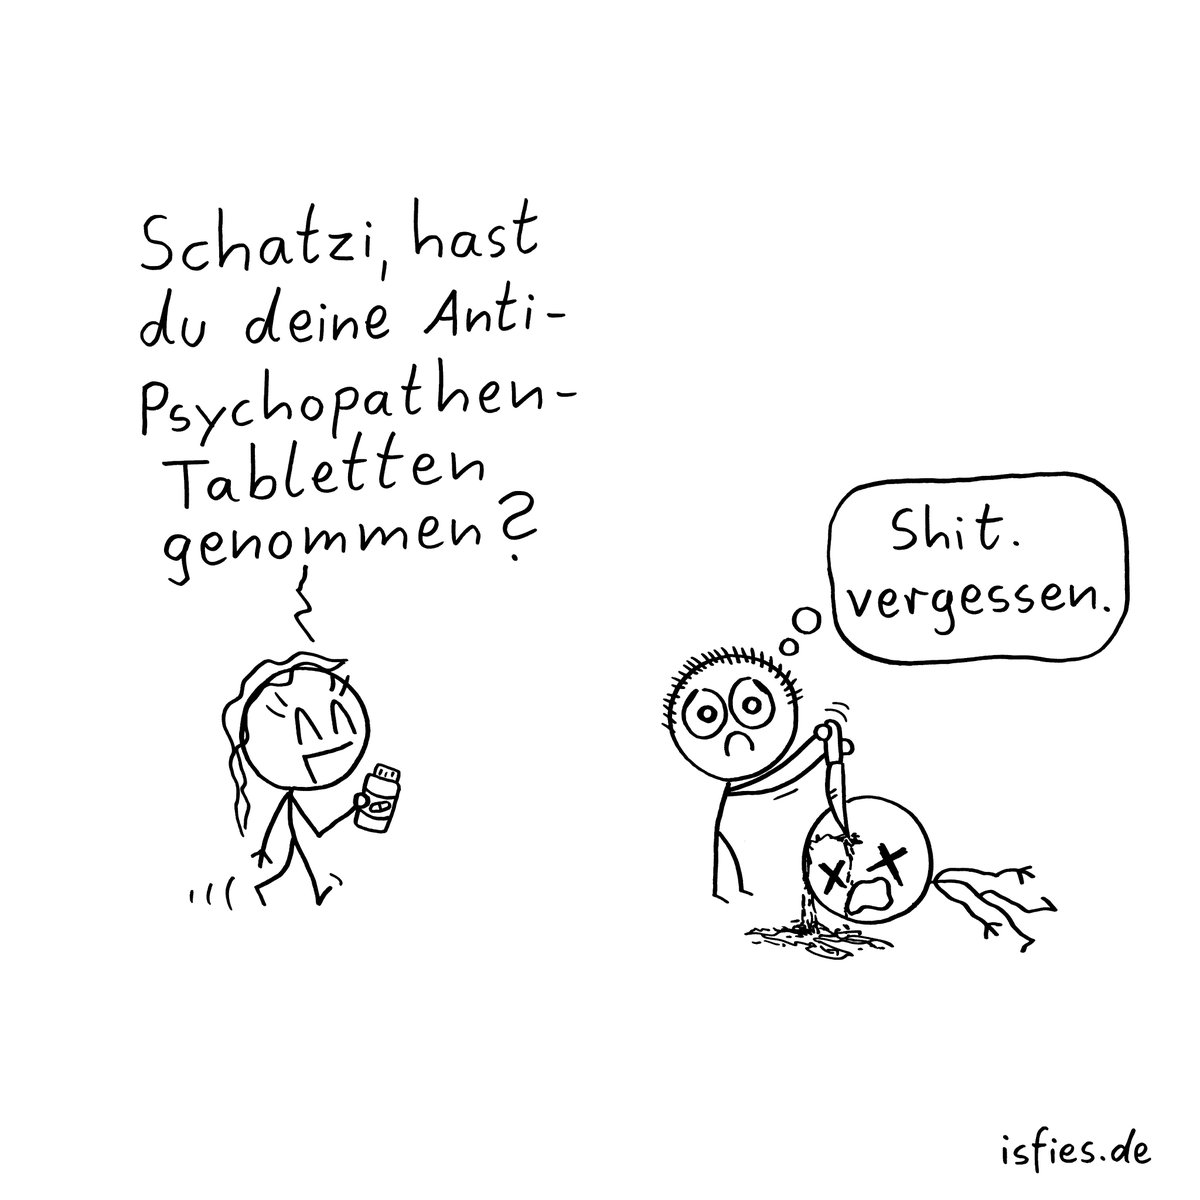 Schatzi, hast
du deine Anti-
Psychopathen-
Tabletten
genommen?
Shit.
vergessen.
isfies.de